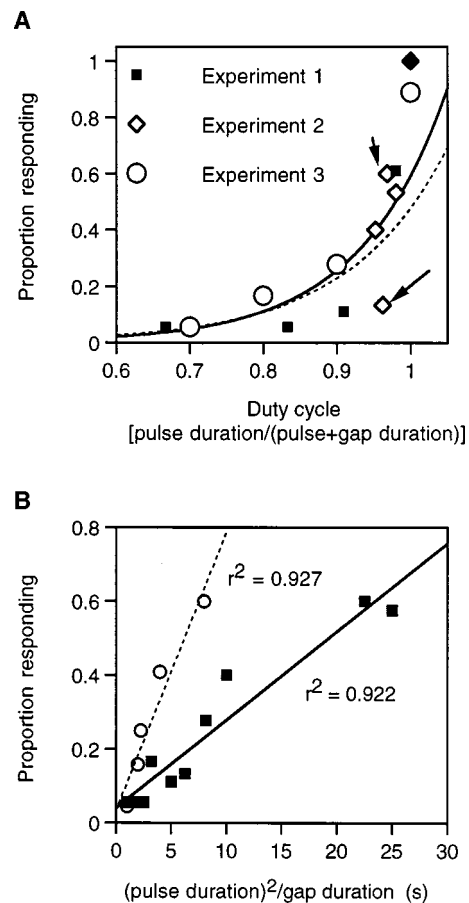 A
Proportion responding
1
0.8
0.6
0.4
0.2
0
Experiment 1
Experiment 2
Experiment 3
0.6 0.7 0.8 0.9 1
Duty cycle
[pulse duration/(pulse+gap duration)]
B
Proportion responding
0.8
0.6
0.4
0.2
0
r² = 0.927
r² = 0.922
0 5 10 15 20 25 30
(pulse duration)²/gap duration (s)